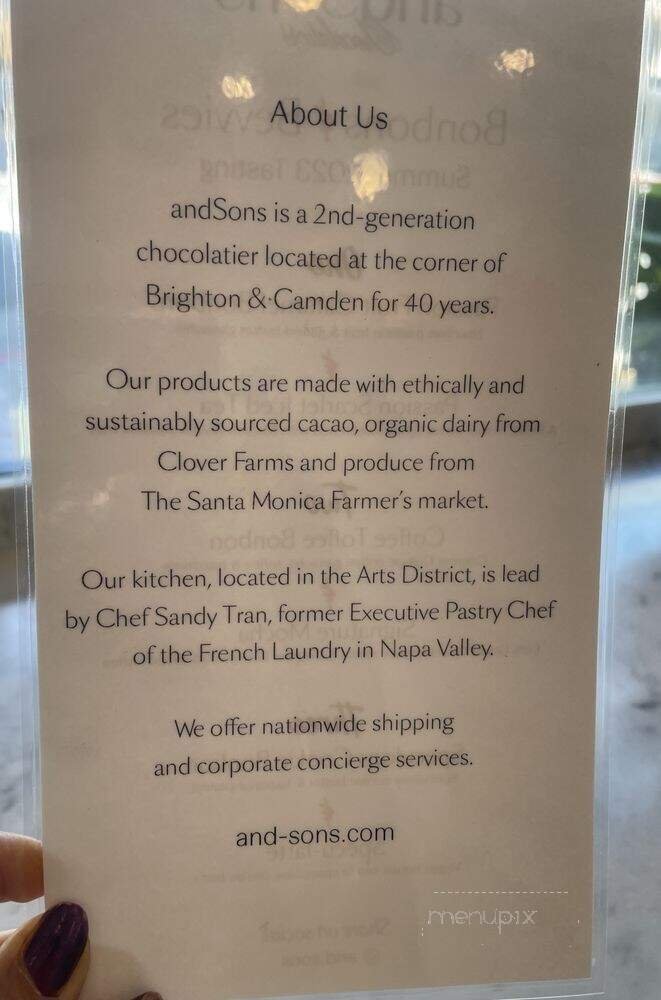 About Us
andSons is a 2nd-generation
chocolatier located at the corner of
Brighton & Camden for 40 years.
Our products are made with ethically and
sustainably sourced cacao, organic dairy from
Clover Farms and produce from
The Santa Monica Farmer's market.
Our kitchen, located in the Arts District, is lead
by Chef Sandy Tran, former Executive Pastry Chef
of the French Laundry in Napa Valley.
We offer nationwide shipping
and corporate concierge services.
and-sons.com
menupix